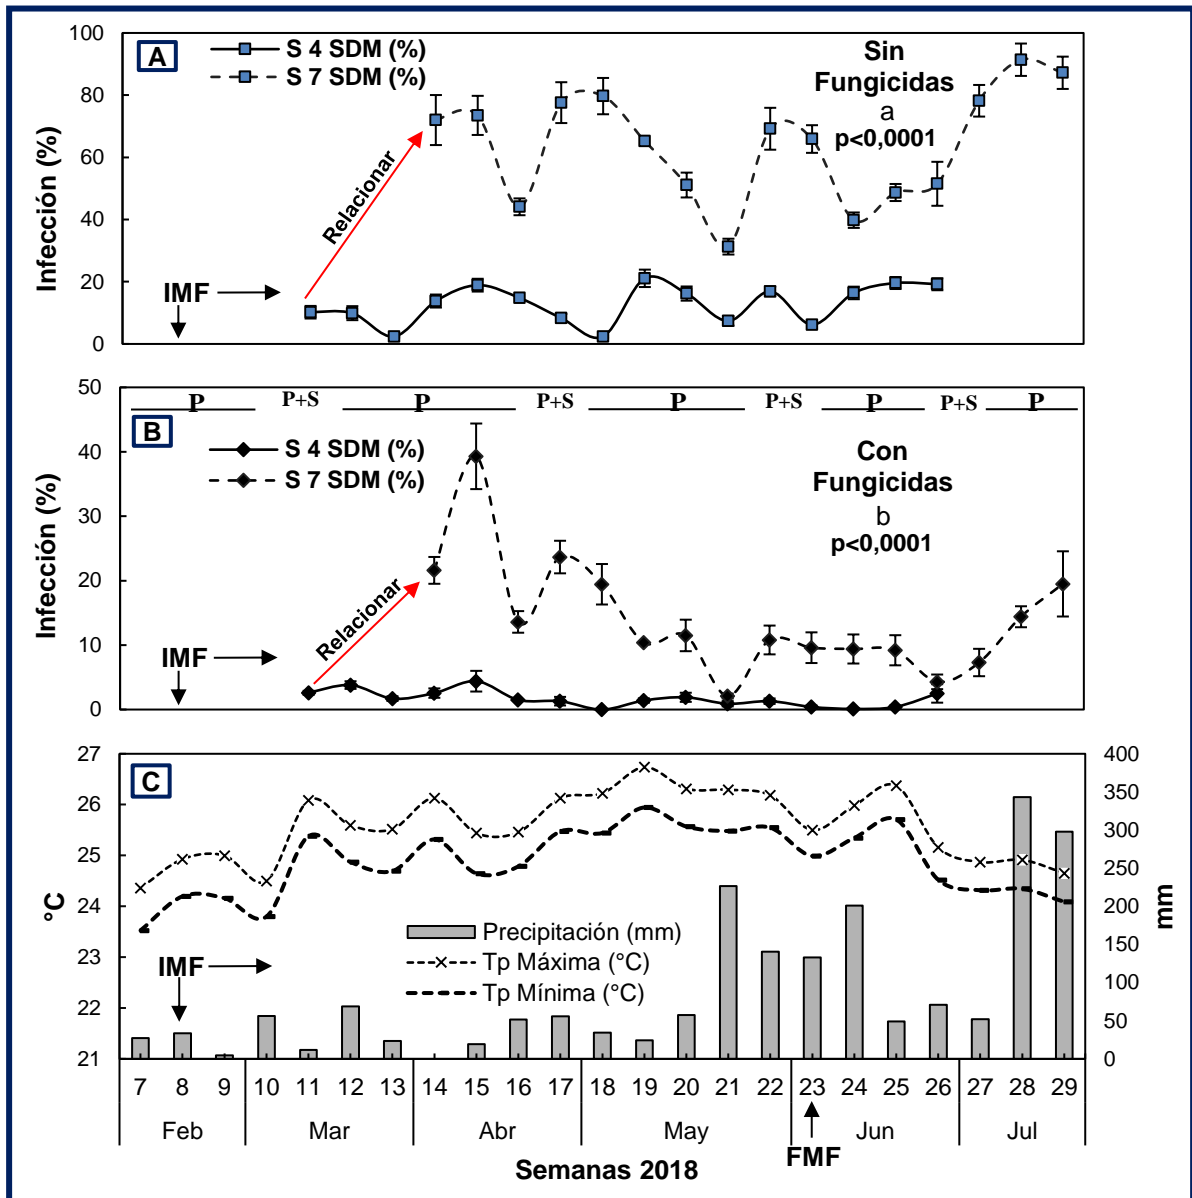 A
S 4 SDM (%)
S 7 SDM (%)
Sin
Fungicidas
a
p<0,0001
Infección (%)
100
80
60
40
20
0
Relacionar
IMF
B
P
P+S
P
P+S
P
P+S
P
P+S
P
S 4 SDM (%)
S 7 SDM (%)
Con
Fungicidas
b
p<0,0001
Infección (%)
50
40
30
20
10
0
Relacionar
IMF
C
°C
27
26
25
24
23
22
21
mm
400
350
300
250
200
150
100
50
0
Precipitación (mm)
Tp Máxima (°C)
Tp Mínima (°C)
IMF
7 8 9 10 11 12 13 14 15 16 17 18 19 20 21 22 23 24 25 26 27 28 29
Feb Mar Abr May Jun Jul
FMF
Semanas 2018